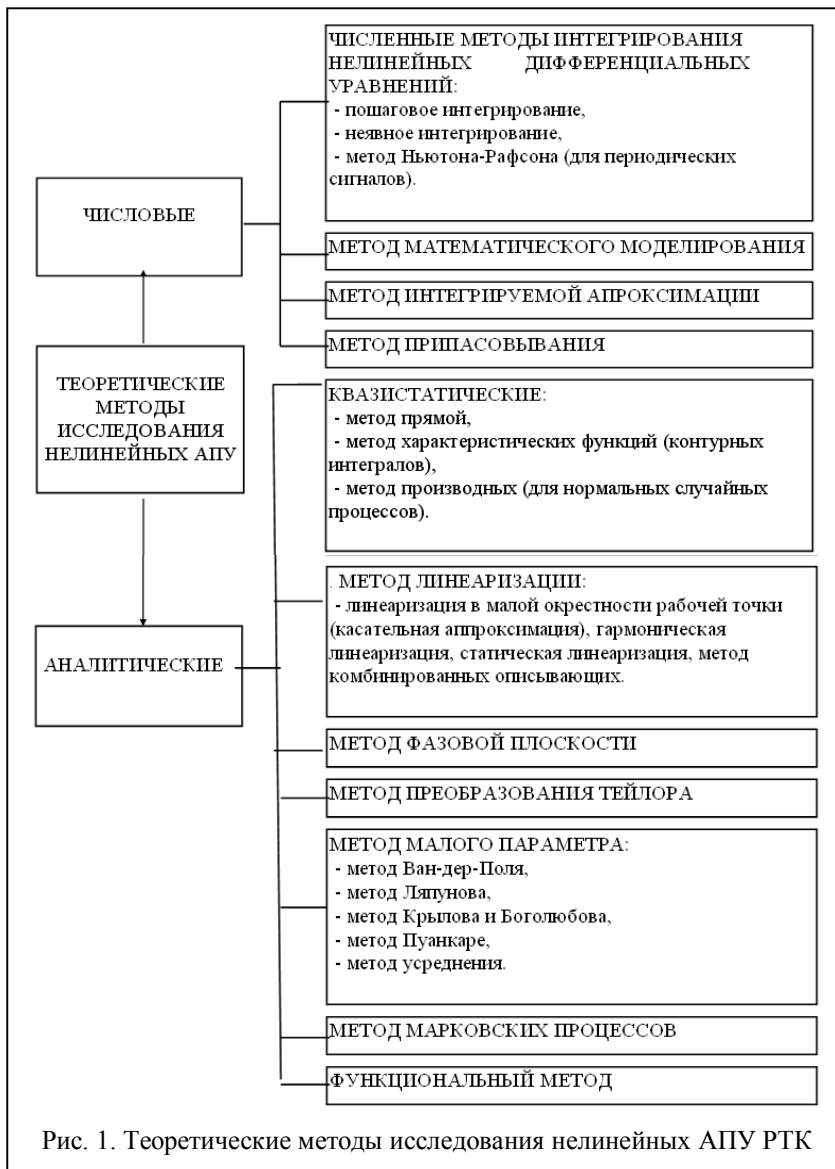 ЧИСЛЕННЫЕ МЕТОДЫ ИНТЕГРИРОВАНИЯ
НЕЛИНЕЙНЫХ ДИФФЕРЕНЦИАЛЬНЫХ
УРАВНЕНИЙ:
- пошаговое интегрирование,
- неявное интегрирование,
- метод Ньютона-Рафсона (для периодических
сигналов).
ЧИСЛОВЫЕ
МЕТОД МАТЕМАТИЧЕСКОГО МОДЕЛИРОВАНИЯ
МЕТОД ИНТЕГРИРУЕМОЙ АПРОКСИМАЦИИ
МЕТОД ПРИПАСОВЫВАНИЯ
ТЕОРЕТИЧЕСКИЕ
МЕТОДЫ
ИССЛЕДОВАНИЯ
НЕЛИНЕЙНЫХ АПУ
КВАЗИСТАТИЧЕСКИЕ:
- метод прямой,
- метод характеристических функций (контурных
интегралов),
- метод производных (для нормальных случайных
процессов).
. МЕТОД ЛИНЕАРИЗАЦИИ:
- линеаризация в малой окрестности рабочей точки
(касательная аппроксимация), гармоническая
линеаризация, статическая линеаризация, метод
комбинированных описывающих.
АНАЛИТИЧЕСКИЕ
МЕТОД ФАЗОВОЙ ПЛОСКОСТИ
МЕТОД ПРЕОБРАЗОВАНИЯ ТЕЙЛОРА
МЕТОД МАЛОГО ПАРАМЕТРА:
- метод Ван-дер-Поля,
- метод Ляпунова,
- метод Крылова и Боголюбова,
- метод Пуанкаре,
- метод усреднения.
МЕТОД МАРКОВСКИХ ПРОЦЕССОВ
ФУНКЦИОНАЛЬНЫЙ МЕТОД
Рис. 1. Теоретические методы исследования нелинейных АПУ РТК